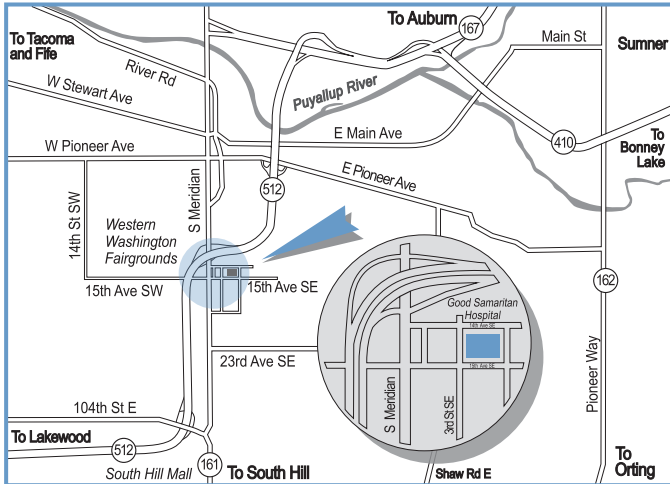 To Auburn
167
To Tacoma
and Fife
Main St
Sumner
River Rd
W Stewart Ave
Puyallup River
E Main Ave
410
To
Bonney
Lake
W Pioneer Ave
E Pioneer Ave
512
S Meridian
14th St SW
Western
Washington
Fairgrounds
15th Ave SW
15th Ave SE
162
Good Samaritan
Hospital
14th Ave SE
15th Ave SE
23rd Ave SE
S Meridian
3rd St SE
Pioneer Way
104th St E
To Lakewood
512
161
South Hill Mall
To South Hill
Shaw Rd E
To
Orting